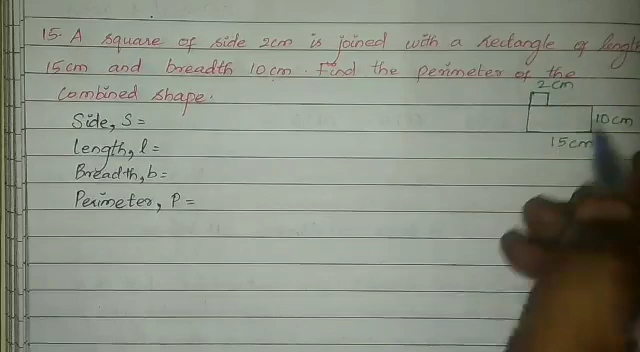 15. A square of side 2cm is joined with a rectangle of length
15cm and breadth 10cm. Find the perimeter of the
combined shape.
2cm
10cm
15cm
Side, S =
Length, l =
Breadth, b =
Perimeter, P =